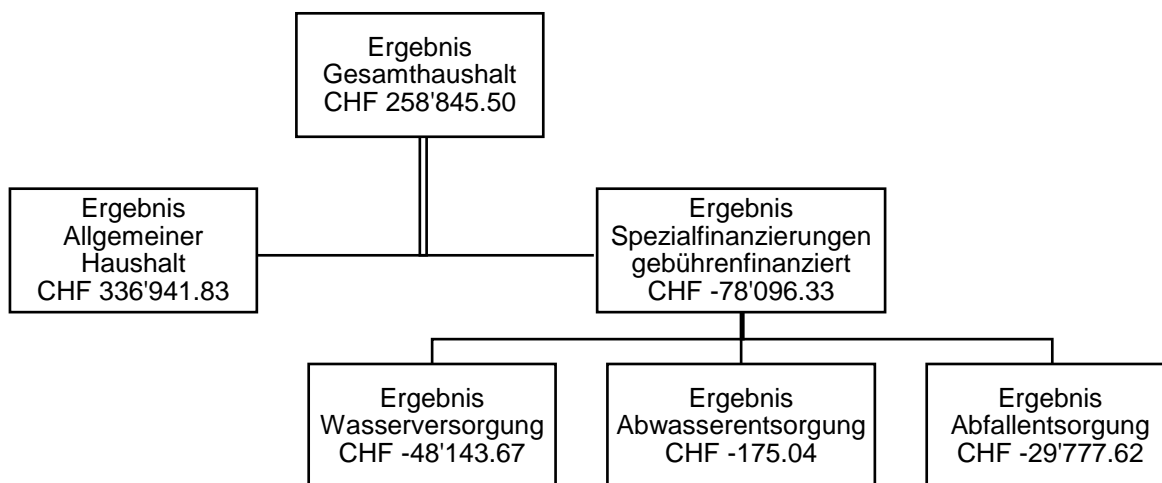 Ergebnis
Gesamthaushalt
CHF 258'845.50
Ergebnis
Allgemeiner
Haushalt
CHF 336'941.83
Ergebnis
Spezialfinanzierungen
gebührenfinanziert
CHF -78'096.33
Ergebnis
Wasserversorgung
CHF -48'143.67
Ergebnis
Abwasserentsorgung
CHF -175.04
Ergebnis
Abfallentsorgung
CHF -29'777.62